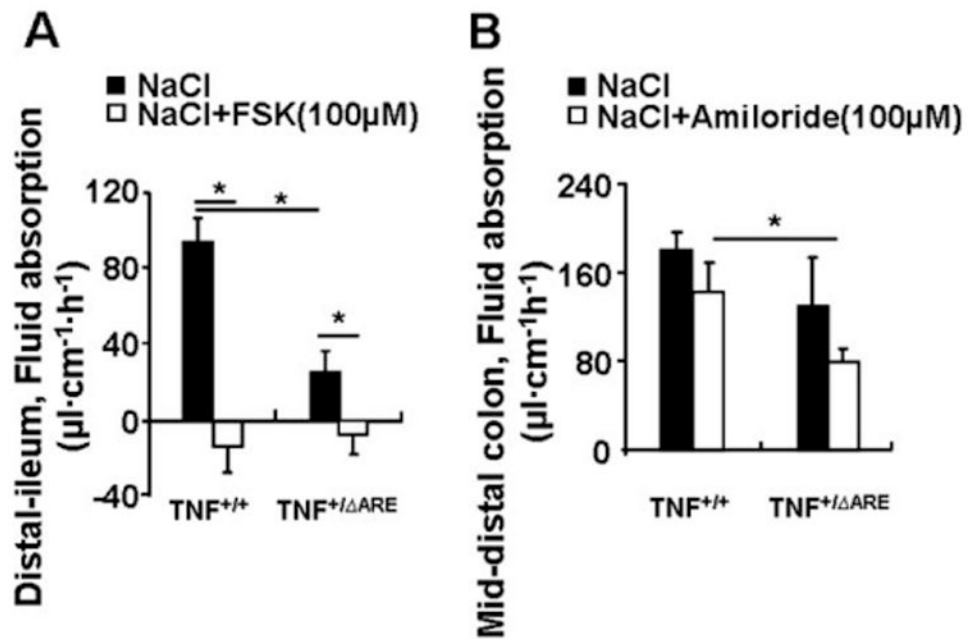 A
NaCl
NaCl+FSK(100µM)
Distal-ileum, Fluid absorption
(µl·cm⁻¹·h⁻¹)
120
80
40
0
-40
*
*
*
TNF⁺/⁺
TNF⁺/ΔARE
B
NaCl
NaCl+Amiloride(100µM)
Mid-distal colon, Fluid absorption
(µl·cm⁻¹h⁻¹)
240
160
80
0
*
TNF⁺/⁺
TNF⁺/ΔARE